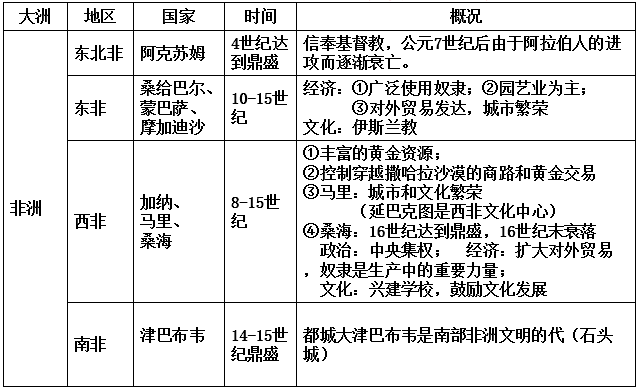 大洲 地区 国家 时间 概况
非洲
东北非 阿克苏姆
4世纪达
到鼎盛
信奉基督教，公元7世纪后由于阿拉伯人的进
攻而逐渐衰亡。
东非
桑给巴尔、
蒙巴萨、
摩加迪沙
10-15世
纪
经济：①广泛使用奴隶；②园艺业为主；
③对外贸易发达，城市繁荣
文化：伊斯兰教
西非
加纳、
马里、
桑海
8-15世
纪
①丰富的黄金资源；
②控制穿越撒哈拉沙漠的商路和黄金交易
③马里：城市和文化繁荣
（延巴克图是西非文化中心）
④桑海：16世纪达到鼎盛，16世纪末衰落
政治：中央集权； 经济：扩大对外贸易
，奴隶是生产中的重要力量；
文化：兴建学校，鼓励文化发展
南非
津巴布韦
14-15世
纪鼎盛
都城大津巴布韦是南部非洲文明的代（石头
城）